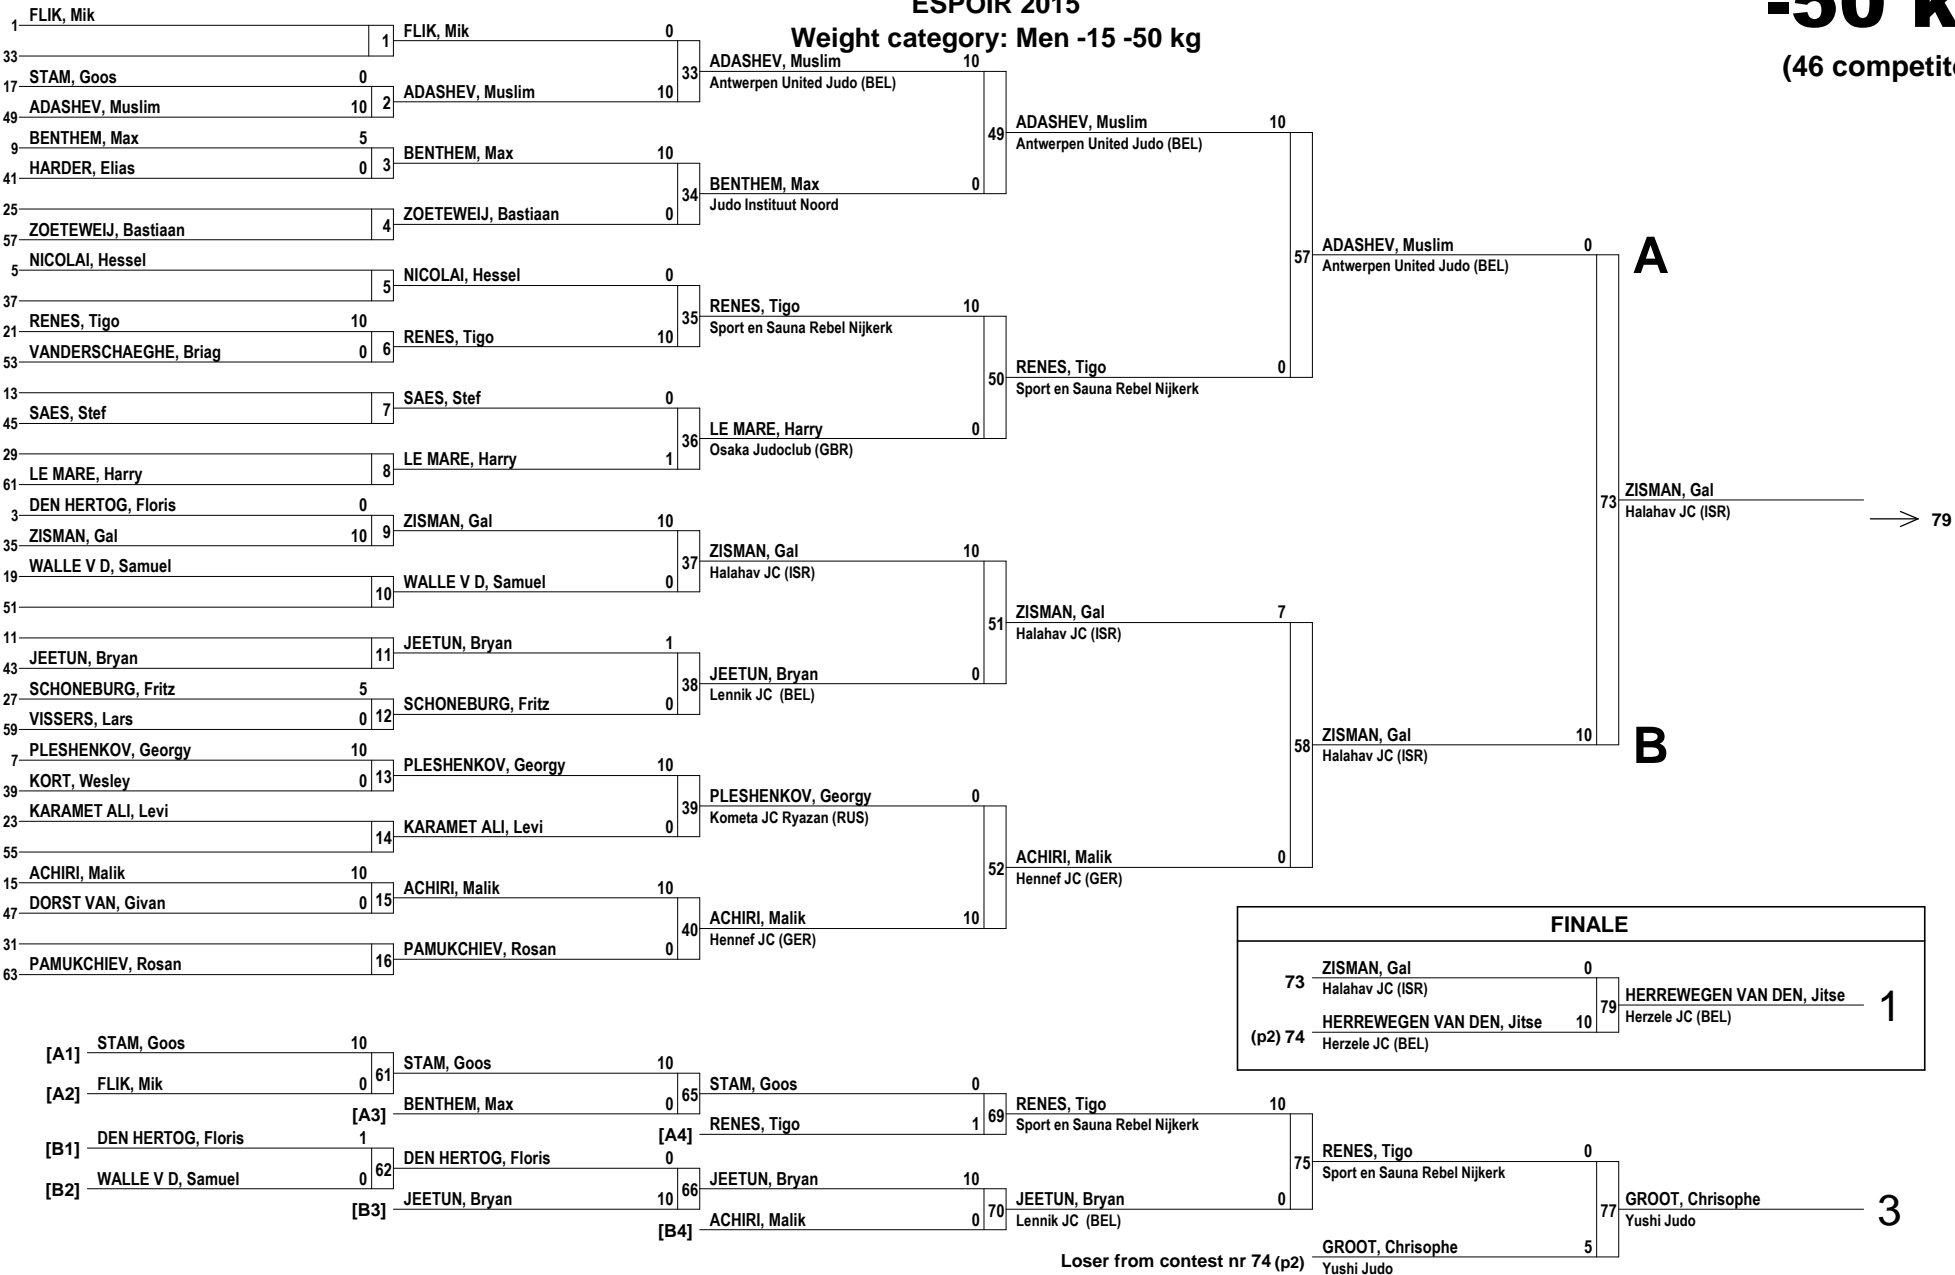 ESPOIR 2015
Weight category: Men -15 -50 kg
-50 k
(46 competit
1 FLIK, Mik
33
1
17 STAM, Goos 0
49 ADASHEV, Muslim 10
2
9 BENTHEM, Max 5
41 HARDER, Elias 0
3
25
57 ZOETEWEIJ, Bastiaan
4
5 NICOLAI, Hessel
37
5
21 RENES, Tigo 10
53 VANDERSCHAEGHE, Briag 0
6
13
45 SAES, Stef
7
29
61 LE MARE, Harry
8
3 DEN HERTOG, Floris 0
35 ZISMAN, Gal 10
9
19 WALLE V D, Samuel
51
10
11
43 JEETUN, Bryan
11
27 SCHONEBURG, Fritz 5
59 VISSERS, Lars 0
12
7 PLESHENKOV, Georgy 10
39 KORT, Wesley 0
13
23 KARAMET ALI, Levi
55
14
15 ACHIRI, Malik 10
47 DORST VAN, Givan 0
15
31
63 PAMUKCHIEV, Rosan
16
FLIK, Mik 0
ADASHEV, Muslim 10
33
BENTHEM, Max 10
ZOETEWEIJ, Bastiaan 0
34
NICOLAI, Hessel 0
RENES, Tigo 10
35
SAES, Stef 0
LE MARE, Harry 1
36
ZISMAN, Gal 10
WALLE V D, Samuel 0
37
JEETUN, Bryan 1
SCHONEBURG, Fritz 0
38
PLESHENKOV, Georgy 10
KARAMET ALI, Levi 0
39
ACHIRI, Malik 10
PAMUKCHIEV, Rosan 0
40
ADASHEV, Muslim 10
Antwerpen United Judo (BEL)
BENTHEM, Max 0
Judo Instituut Noord
49
RENES, Tigo 10
Sport en Sauna Rebel Nijkerk
LE MARE, Harry 0
Osaka Judoclub (GBR)
50
ZISMAN, Gal 10
Halahav JC (ISR)
JEETUN, Bryan 0
Lennik JC (BEL)
51
PLESHENKOV, Georgy 0
Kometa JC Ryazan (RUS)
ACHIRI, Malik 10
Hennef JC (GER)
52
ADASHEV, Muslim 10
Antwerpen United Judo (BEL)
RENES, Tigo 0
Sport en Sauna Rebel Nijkerk
57
ZISMAN, Gal 7
Halahav JC (ISR)
ACHIRI, Malik 0
Hennef JC (GER)
58
ADASHEV, Muslim 0
Antwerpen United Judo (BEL)
A
ZISMAN, Gal 10
Halahav JC (ISR)
B
73
ZISMAN, Gal
Halahav JC (ISR)
79
FINALE
73 ZISMAN, Gal 0
Halahav JC (ISR)
(p2) 74 HERREWEGEN VAN DEN, Jitse 10
Herzele JC (BEL)
79
HERREWEGEN VAN DEN, Jitse
Herzele JC (BEL)
1
[A1] STAM, Goos 10
[A2] FLIK, Mik 0
61
[B1] DEN HERTOG, Floris 1
[B2] WALLE V D, Samuel 0
62
STAM, Goos 10
[A3] BENTHEM, Max 0
65
DEN HERTOG, Floris 0
[B3] JEETUN, Bryan 10
66
STAM, Goos 0
[A4] RENES, Tigo 1
69
JEETUN, Bryan 10
[B4] ACHIRI, Malik 0
70
RENES, Tigo 10
Sport en Sauna Rebel Nijkerk
JEETUN, Bryan 0
Lennik JC (BEL)
75
RENES, Tigo 0
Sport en Sauna Rebel Nijkerk
Loser from contest nr 74 (p2) GROOT, Chrisophe 5
Yushi Judo
77
GROOT, Chrisophe
Yushi Judo
3